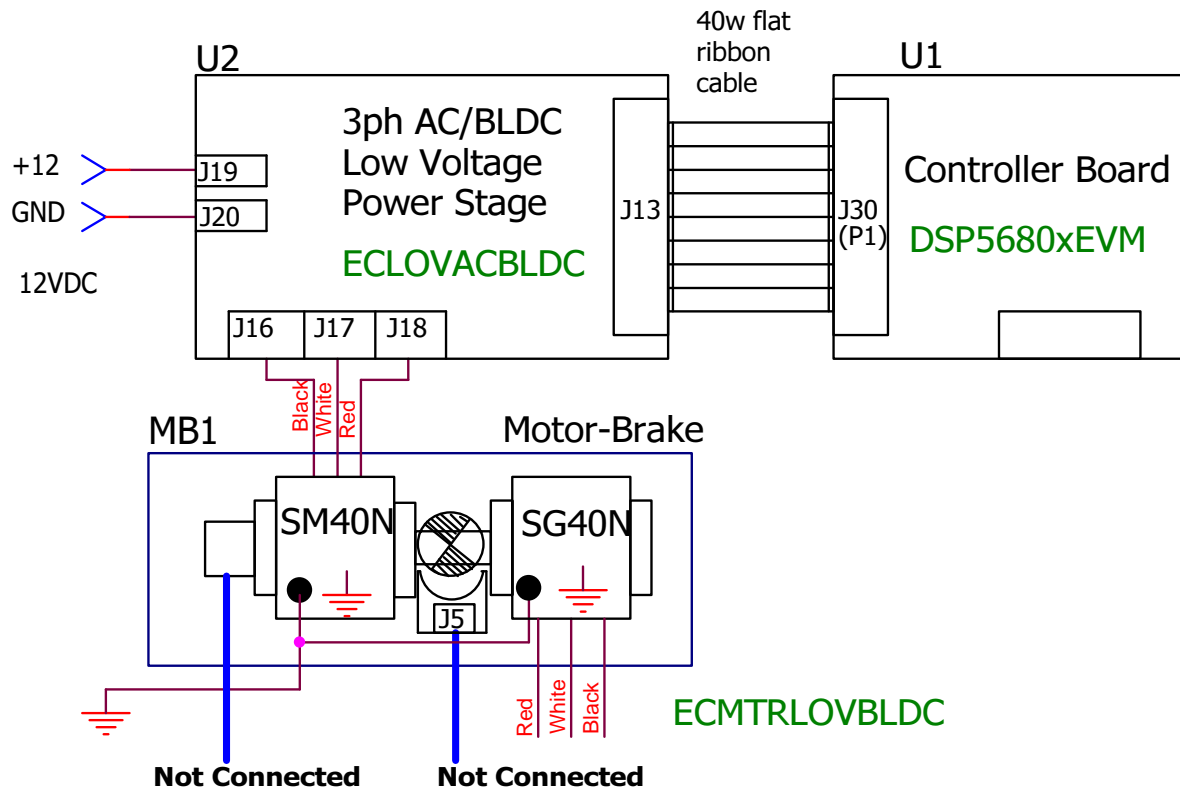 40w flat
ribbon
cable
U2
U1
3ph AC/BLDC
Low Voltage
Power Stage
ECLOVACBLDC
+12
J19
GND
J20
12VDC
J13
J30
(P1)
Controller Board
DSP5680xEVM
J16
J17
J18
Black
White
Red
MB1
Motor-Brake
SM40N
SG40N
J5
Red
White
Black
ECMTRLOVBLDC
Not Connected
Not Connected